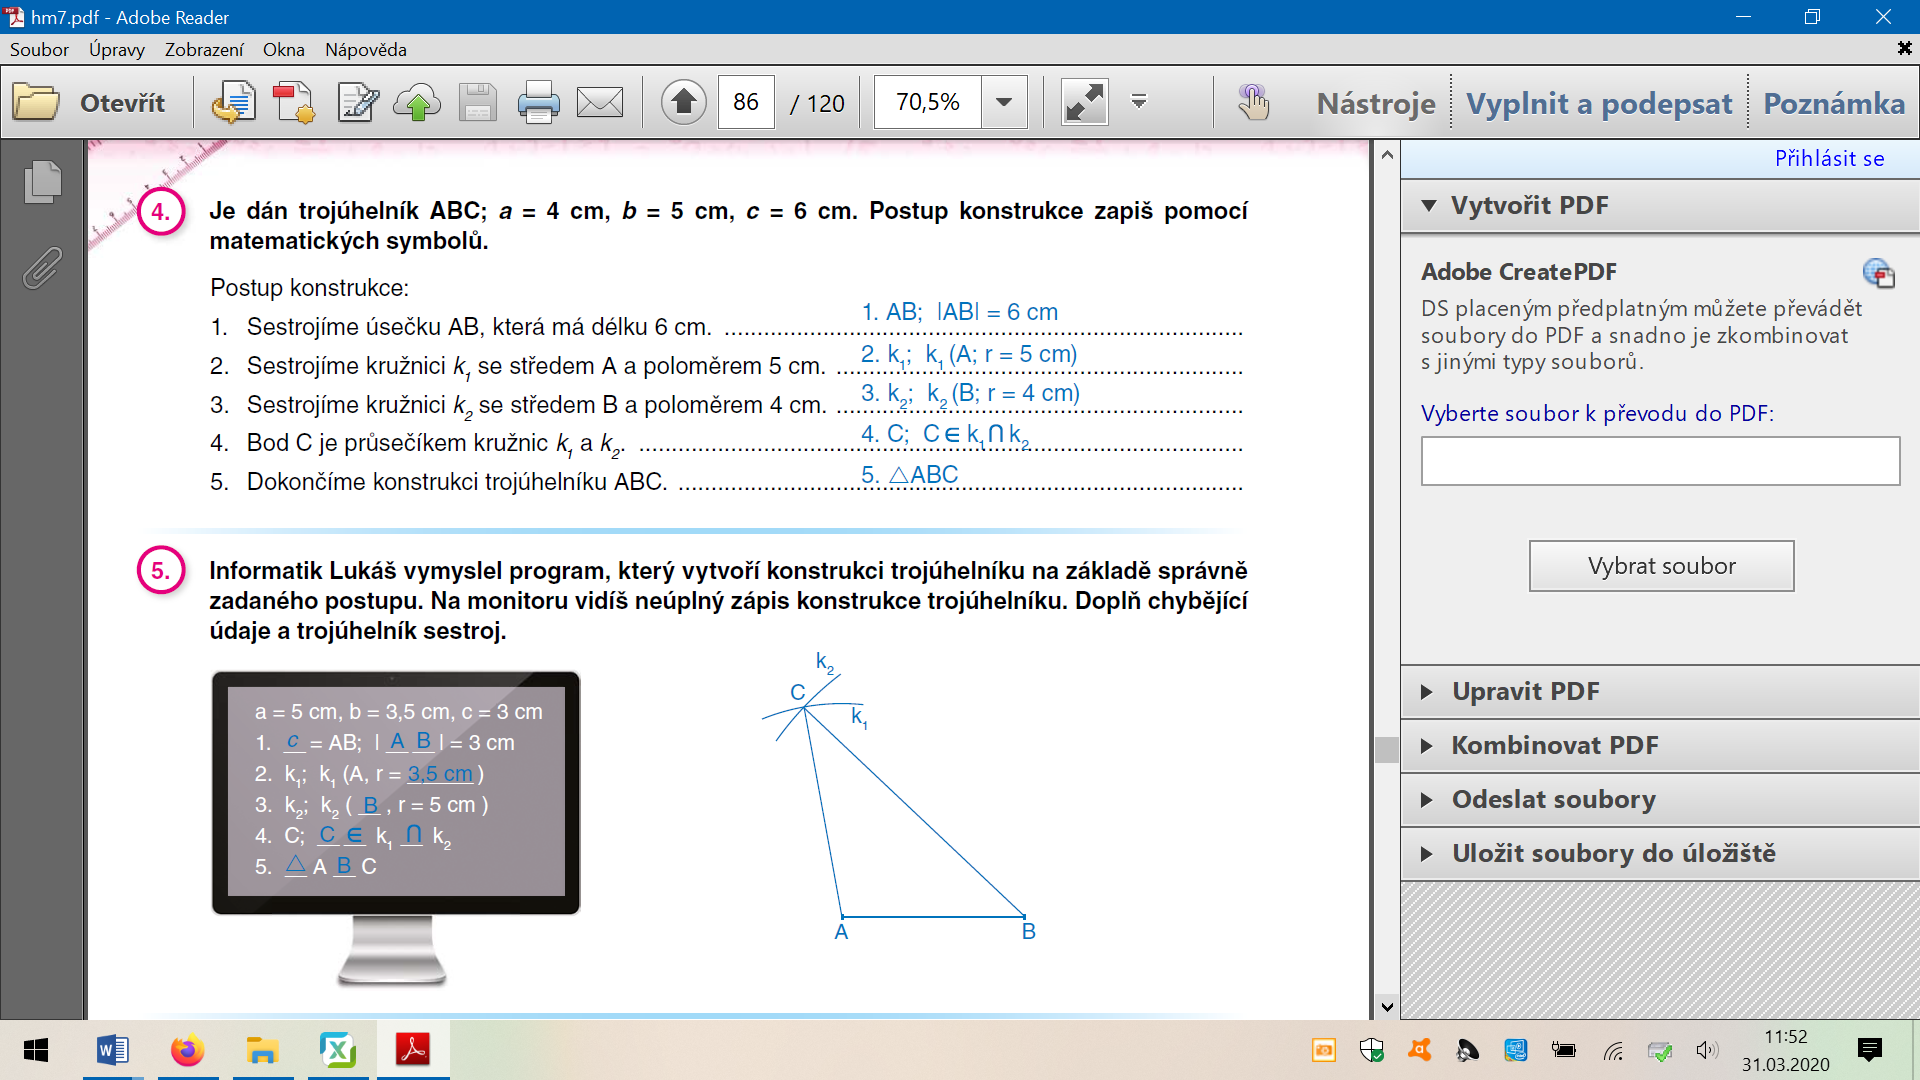 hm7.pdf - Adobe Reader
Soubor Úpravy Zobrazení Okna Nápověda
Otevřít 86 / 120 70,5% Nástroje Vyplnit a podepsat Poznámka
4. Je dán trojúhelník ABC; a = 4 cm, b = 5 cm, c = 6 cm. Postup konstrukce zapiš pomocí
matematických symbolů.
Postup konstrukce:
1. Sestrojíme úsečku AB, která má délku 6 cm. 1. AB; |AB| = 6 cm
2. Sestrojíme kružnici k1 se středem A a poloměrem 5 cm. 2. k1; k1 (A; r = 5 cm)
3. Sestrojíme kružnici k2 se středem B a poloměrem 4 cm. 3. k2; k2 (B; r = 4 cm)
4. Bod C je průsečíkem kružnic k1 a k2. 4. C; C ∈ k1 ∩ k2
5. Dokončíme konstrukci trojúhelníku ABC. 5. △ABC
5. Informatik Lukáš vymyslel program, který vytvoří konstrukci trojúhelníku na základě správně
zadaného postupu. Na monitoru vidíš neúplný zápis konstrukce trojúhelníku. Doplň chybějící
údaje a trojúhelník sestroj.
a = 5 cm, b = 3,5 cm, c = 3 cm
1. c = AB; | A B | = 3 cm
2. k1; k1 (A, r = 3,5 cm )
3. k2; k2 ( B , r = 5 cm )
4. C; C ∈ k1 ∩ k2
5. △ A B C
k2
C
k1
A
B
Přihlásit se
Vytvořit PDF
Adobe CreatePDF
DS placeným předplatným můžete převádět
soubory do PDF a snadno je zkombinovat
s jinými typy souborů.
Vyberte soubor k převodu do PDF:
Vybrat soubor
Upravit PDF
Kombinovat PDF
Odeslat soubory
Uložit soubory do úložiště
11:52
31.03.2020